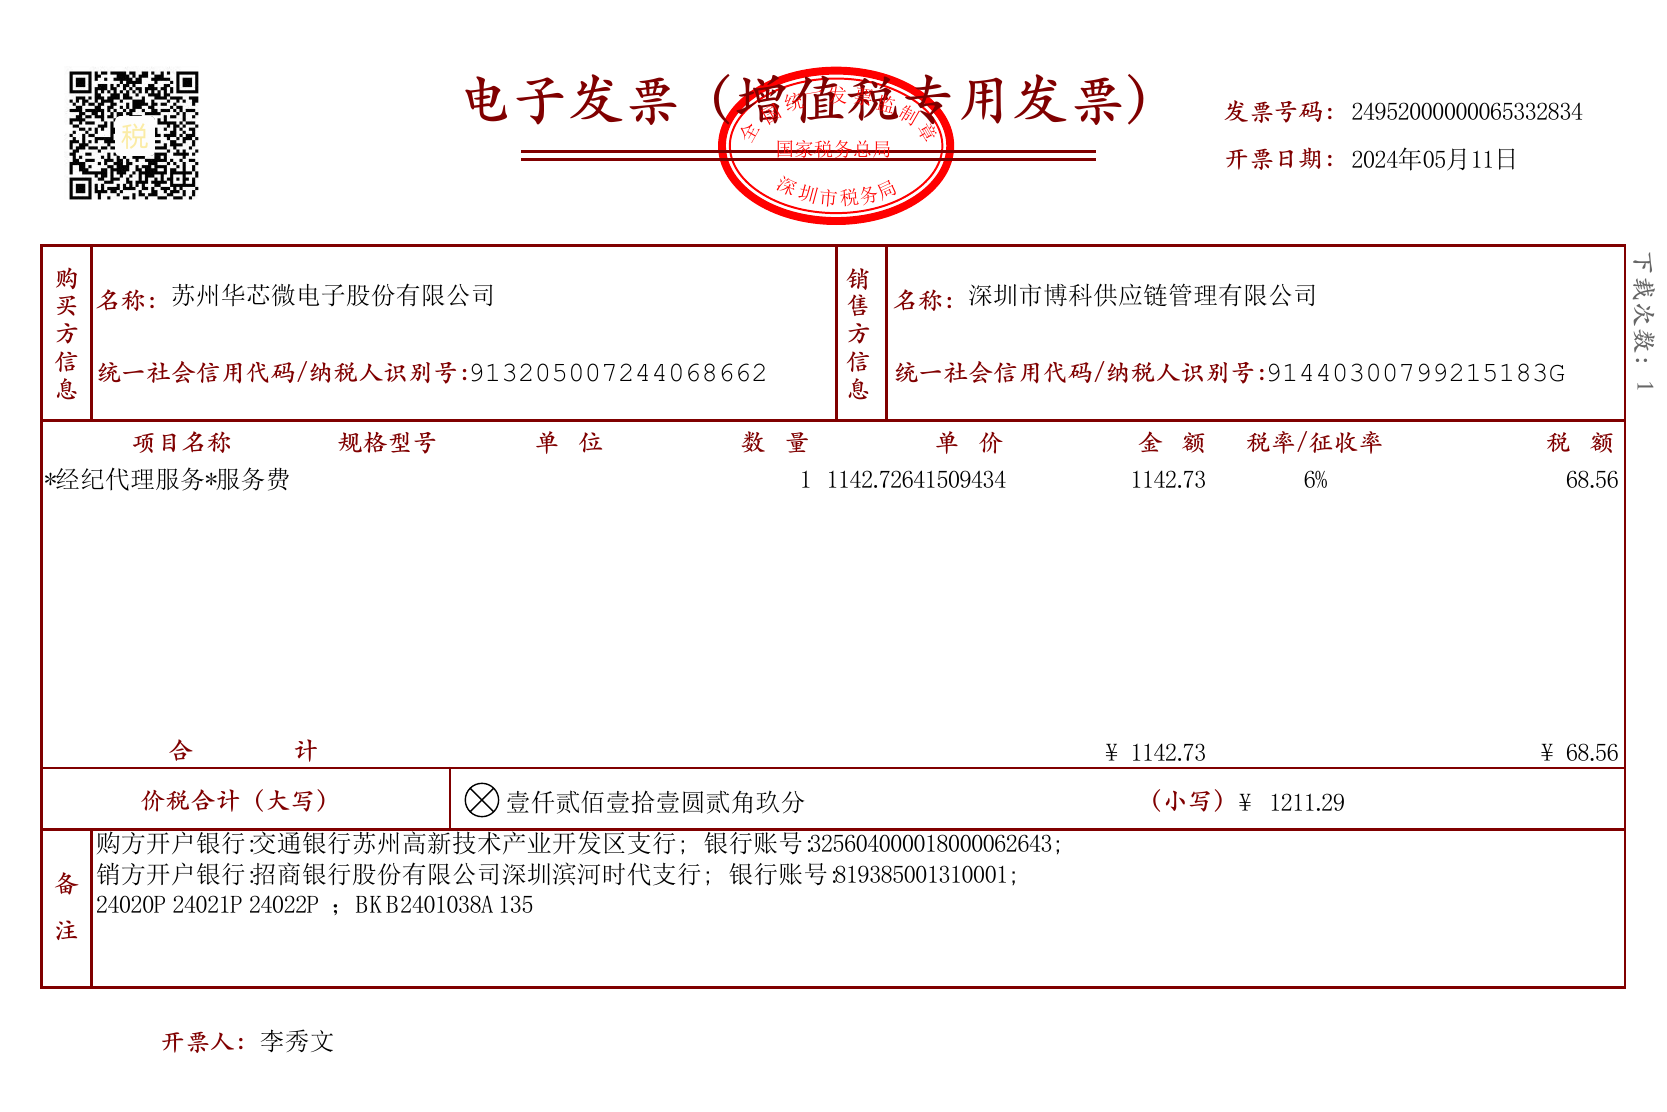 电子发票（增值税专用发票）
全国统一发票监制章
国家税务总局
深圳市税务局
税
发票号码：24952000000065332834
开票日期：2024年05月11日
下载次数：1
购买方信息
名称：苏州华芯微电子股份有限公司
统一社会信用代码/纳税人识别号:913205007244068662
销售方信息
名称：深圳市博科供应链管理有限公司
统一社会信用代码/纳税人识别号:91440300799215183G
项目名称 规格型号 单位 数量 单价 金额 税率/征收率 税额
*经纪代理服务*服务费 1 1142.72641509434 1142.73 6% 68.56
合计 ¥ 1142.73 ¥ 68.56
价税合计（大写） 壹仟贰佰壹拾壹圆贰角玖分 （小写）¥ 1211.29
备注
购方开户银行:交通银行苏州高新技术产业开发区支行; 银行账号:325604000018000062643;
销方开户银行:招商银行股份有限公司深圳滨河时代支行; 银行账号:819385001310001;
24020P 24021P 24022P ；BKB2401038A 135
开票人：李秀文